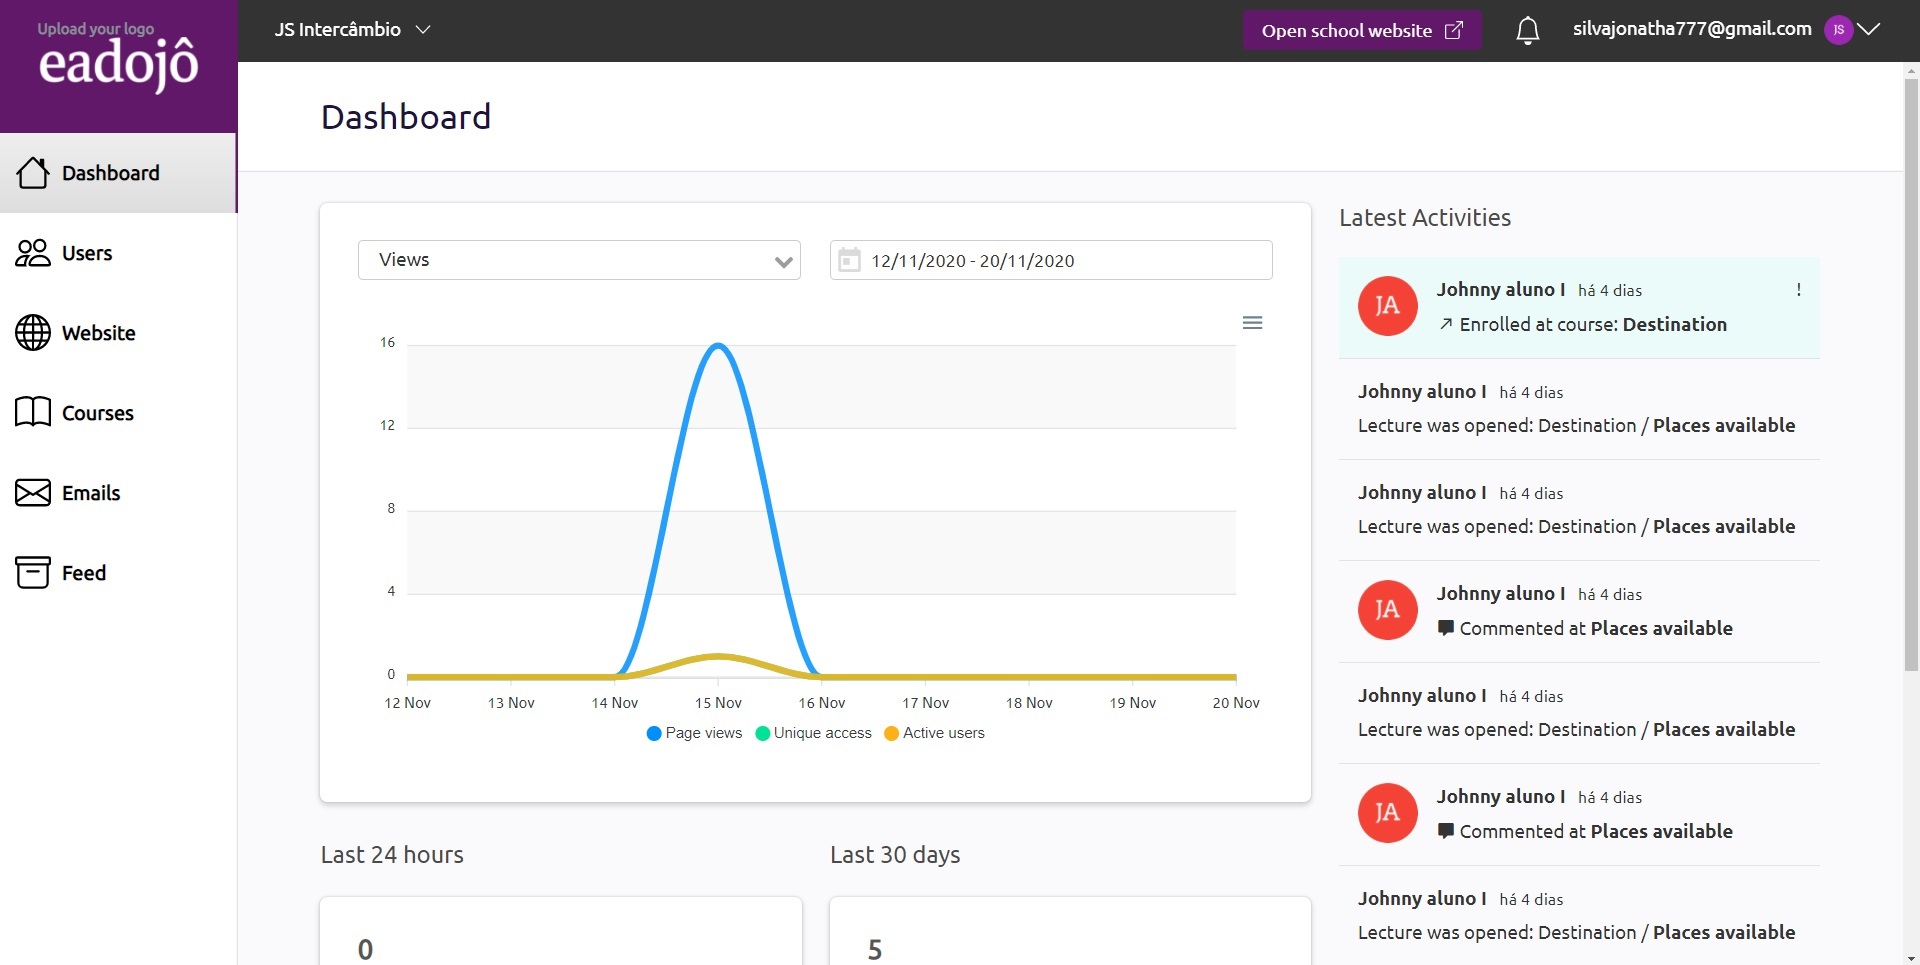 Upload your logo
eadojô
JS Intercâmbio
Open school website
silvajonatha777@gmail.com
JS
Dashboard
Users
Website
Courses
Emails
Feed
Dashboard
Views
12/11/2020 - 20/11/2020
16
12
8
4
0
12 Nov 13 Nov 14 Nov 15 Nov 16 Nov 17 Nov 18 Nov 19 Nov 20 Nov
Page views Unique access Active users
Last 24 hours
0
Last 30 days
5
Latest Activities
JA
Johnny aluno I há 4 dias !
Enrolled at course: Destination
Johnny aluno I há 4 dias
Lecture was opened: Destination / Places available
Johnny aluno I há 4 dias
Lecture was opened: Destination / Places available
JA
Johnny aluno I há 4 dias
Commented at Places available
Johnny aluno I há 4 dias
Lecture was opened: Destination / Places available
JA
Johnny aluno I há 4 dias
Commented at Places available
Johnny aluno I há 4 dias
Lecture was opened: Destination / Places available